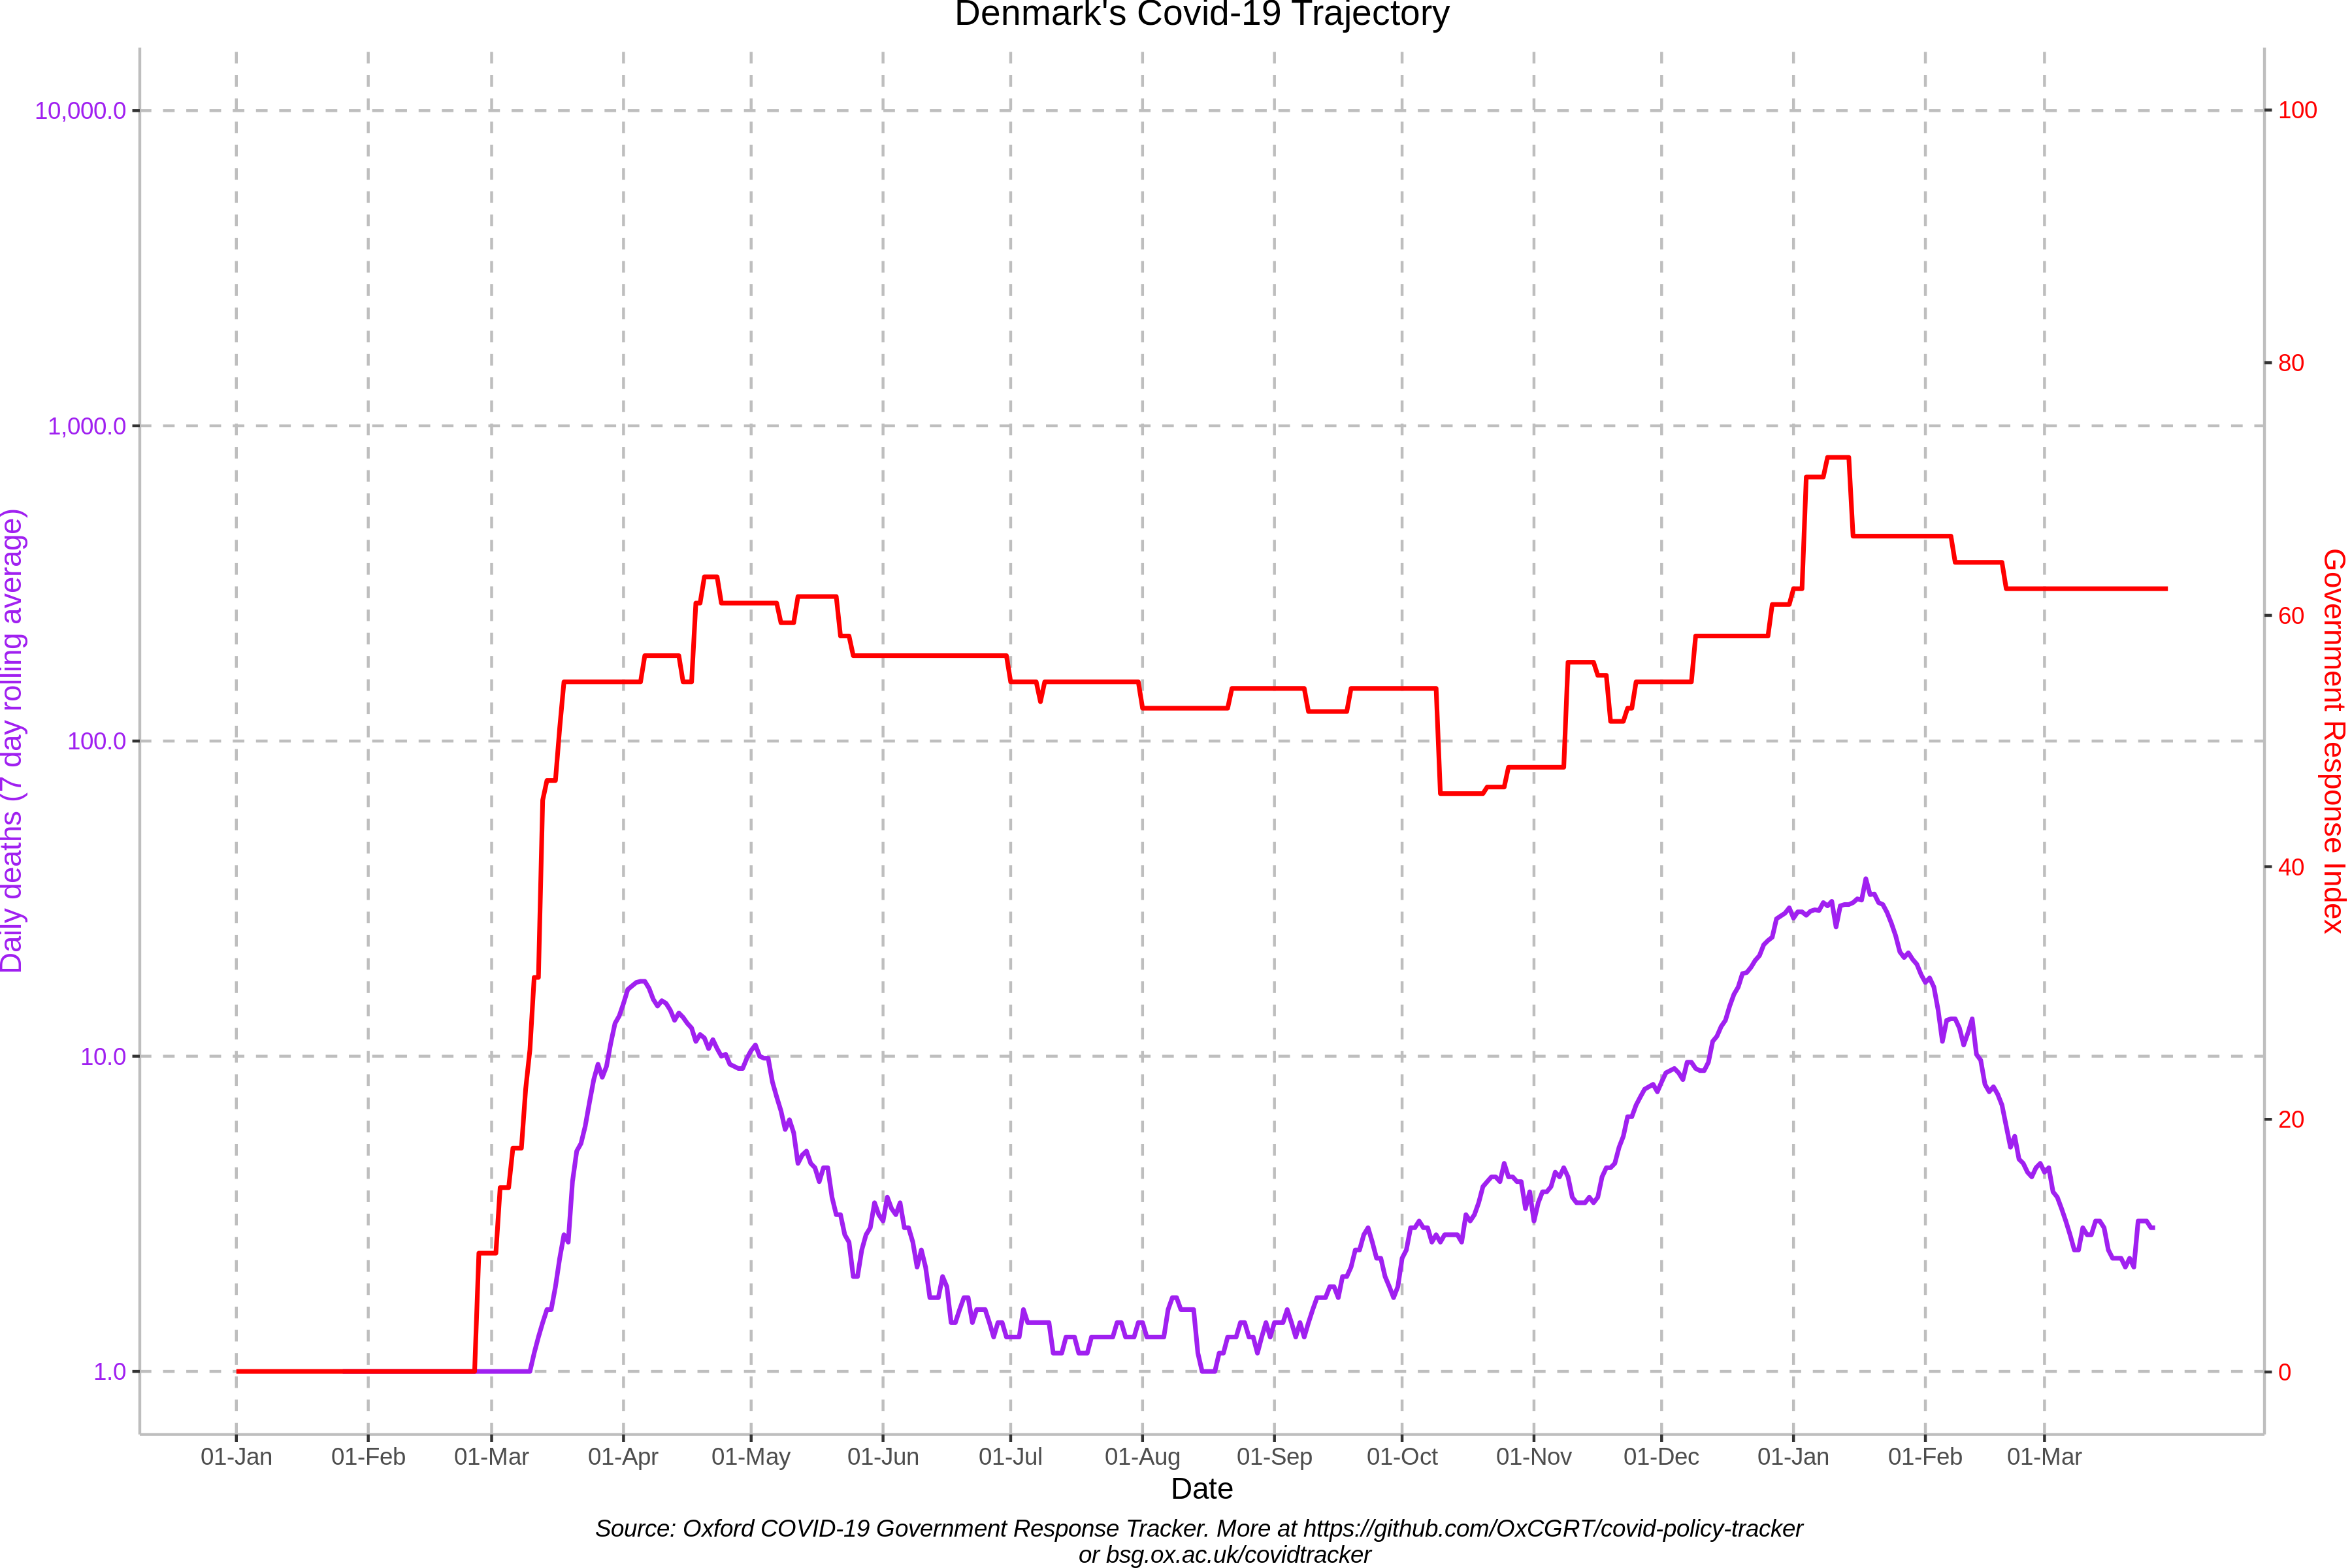 Denmark's Covid-19 Trajectory
10,000.0
1,000.0
100.0
10.0
1.0
Daily deaths (7 day rolling average)
100
80
60
40
20
0
Government Response Index
01-Jan 01-Feb 01-Mar 01-Apr 01-May 01-Jun 01-Jul 01-Aug 01-Sep 01-Oct 01-Nov 01-Dec 01-Jan 01-Feb 01-Mar
Date
Source: Oxford COVID-19 Government Response Tracker. More at https://github.com/OxCGRT/covid-policy-tracker
or bsg.ox.ac.uk/covidtracker